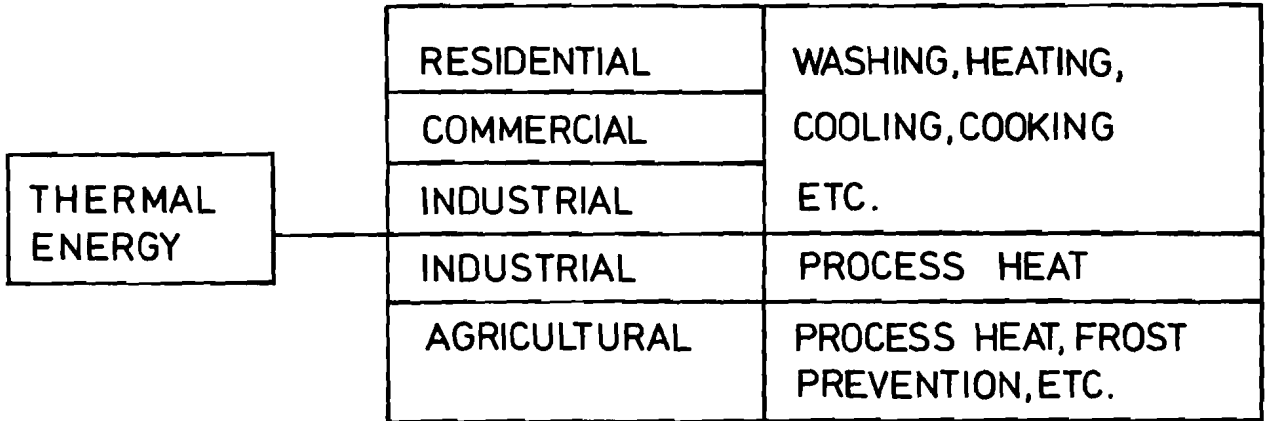 THERMAL
ENERGY
RESIDENTIAL
COMMERCIAL
INDUSTRIAL
WASHING, HEATING,
COOLING, COOKING
ETC.
INDUSTRIAL
PROCESS HEAT
AGRICULTURAL
PROCESS HEAT, FROST
PREVENTION, ETC.